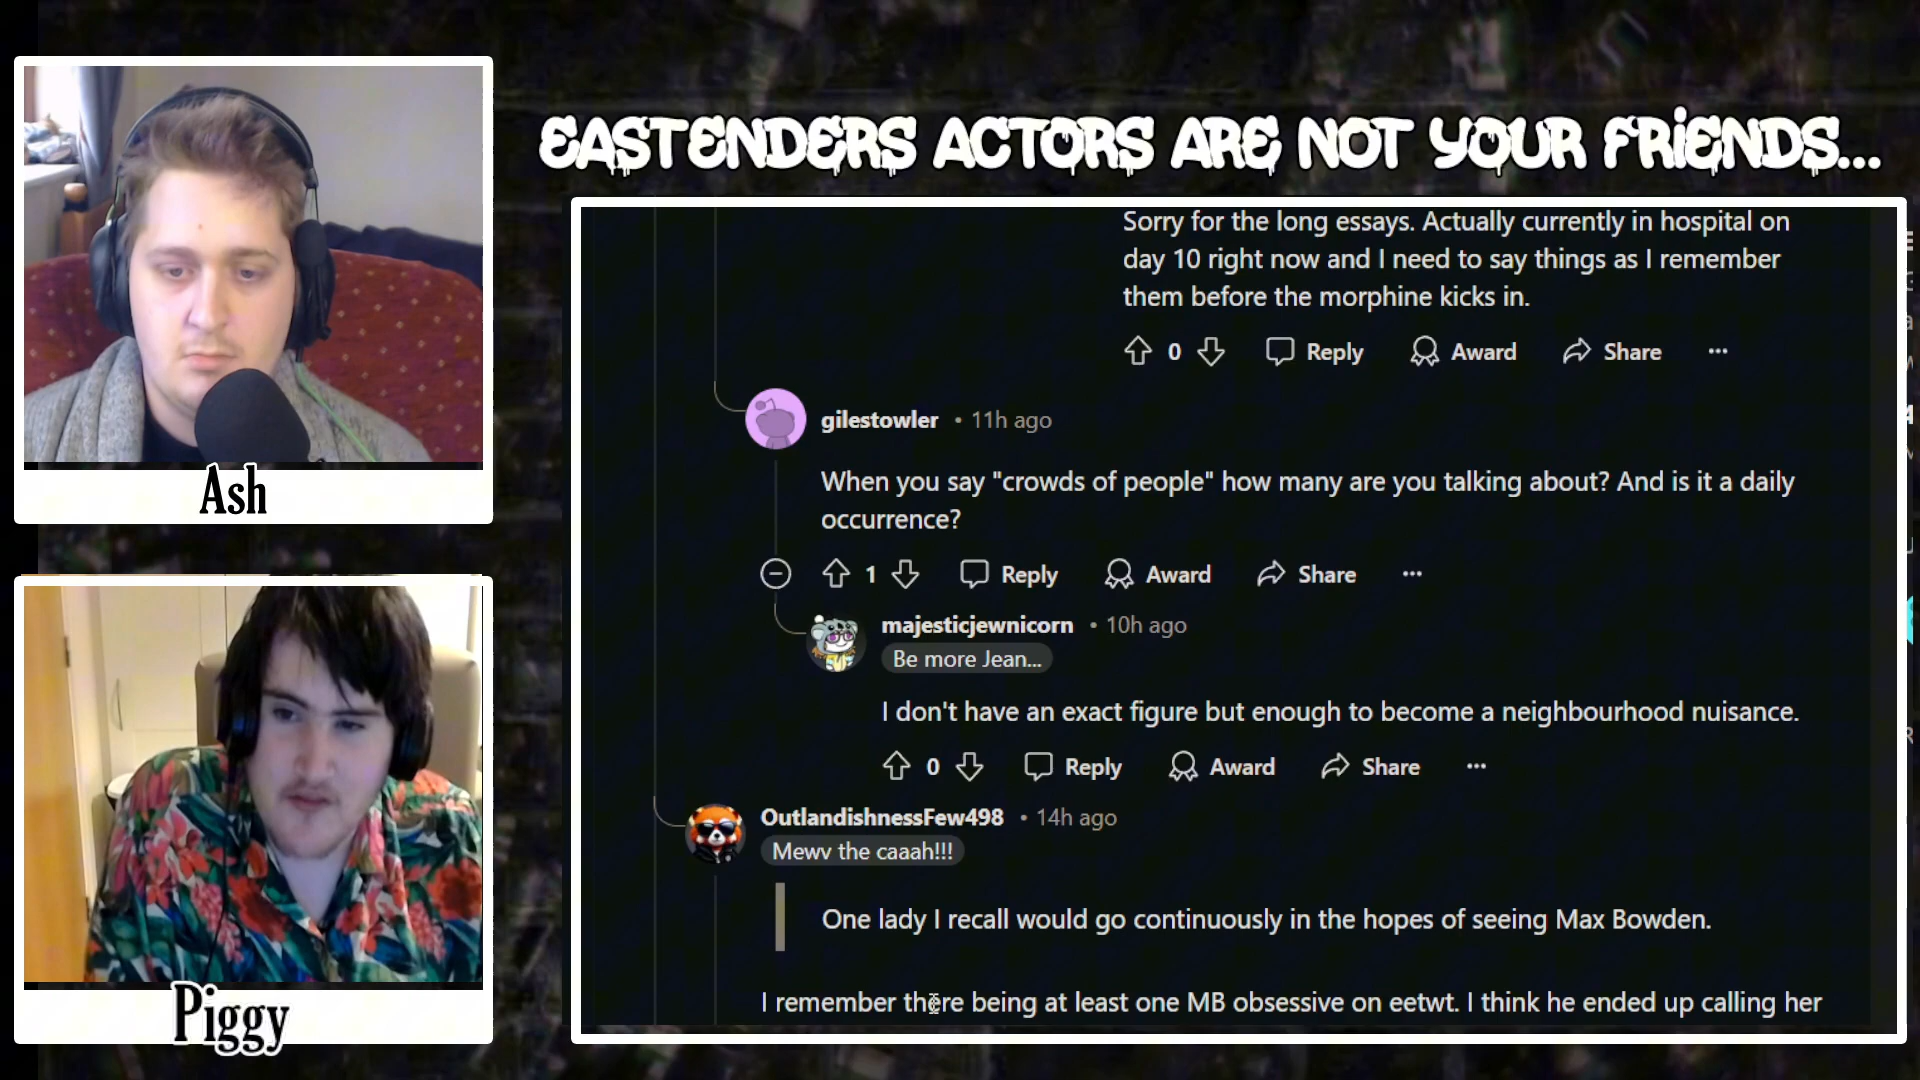 EASTENDERS ACTORS ARE NOT YOUR FRiENDS...
Ash
Piggy
Sorry for the long essays. Actually currently in hospital on
day 10 right now and I need to say things as I remember
them before the morphine kicks in.
0 Reply Award Share ...
gilestowler • 11h ago
When you say "crowds of people" how many are you talking about? And is it a daily
occurrence?
1 Reply Award Share ...
majesticjewnicorn • 10h ago
Be more Jean...
I don't have an exact figure but enough to become a neighbourhood nuisance.
0 Reply Award Share ...
OutlandishnessFew498 • 14h ago
Mewv the caaah!!!
One lady I recall would go continuously in the hopes of seeing Max Bowden.
I remember there being at least one MB obsessive on eetwt. I think he ended up calling her